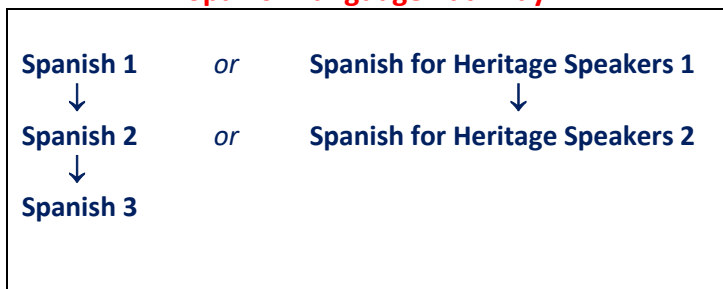 Spanish 1 or Spanish for Heritage Speakers 1
↓ ↓
Spanish 2 or Spanish for Heritage Speakers 2
↓
Spanish 3